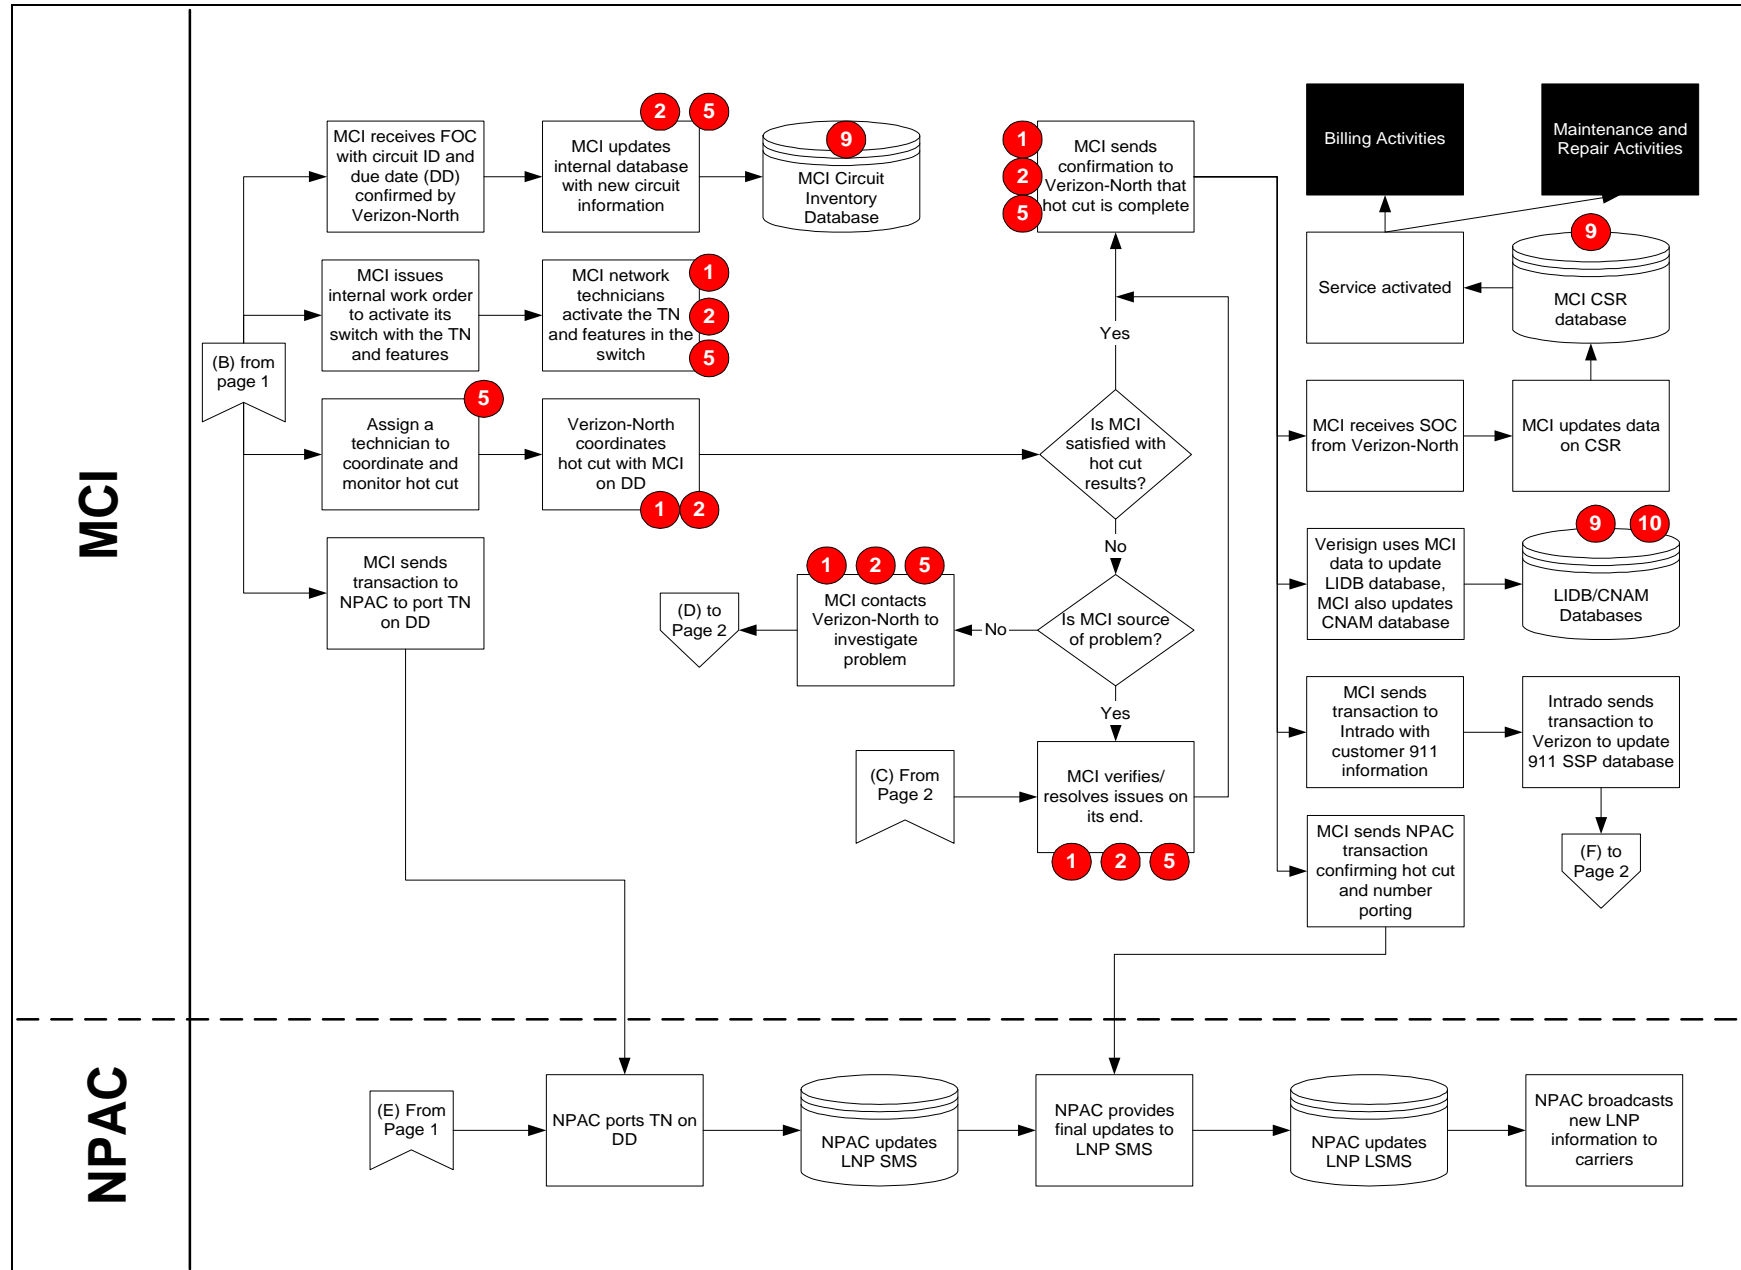 MCI
(B) from
page 1
MCI receives FOC
with circuit ID and
due date (DD)
confirmed by
Verizon-North
2
5
MCI updates
internal database
with new circuit
information
9
MCI Circuit
Inventory
Database
MCI issues
internal work order
to activate its
switch with the TN
and features
1
2
5
MCI network
technicians
activate the TN
and features in the
switch
5
Assign a
technician to
coordinate and
monitor hot cut
Verizon-North
coordinates
hot cut with MCI
on DD
1
2
MCI sends
transaction to
NPAC to port TN
on DD
1
2
5
MCI sends
confirmation to
Verizon-North that
hot cut is complete
Yes
Is MCI
satisfied with
hot cut
results?
No
Is MCI source
of problem?
No
1
2
5
MCI contacts
Verizon-North to
investigate
problem
(D) to
Page 2
Yes
(C) From
Page 2
MCI verifies/
resolves issues on
its end.
1
2
5
Billing Activities
Maintenance and
Repair Activities
Service activated
9
MCI CSR
database
MCI receives SOC
from Verizon-North
MCI updates data
on CSR
Verisign uses MCI
data to update
LIDB database,
MCI also updates
CNAM database
9
10
LIDB/CNAM
Databases
MCI sends
transaction to
Intrado with
customer 911
information
Intrado sends
transaction to
Verizon to update
911 SSP database
MCI sends NPAC
transaction
confirming hot cut
and number
porting
(F) to
Page 2
NPAC
(E) From
Page 1
NPAC ports TN on
DD
NPAC updates
LNP SMS
NPAC provides
final updates to
LNP SMS
NPAC updates
LNP LSMS
NPAC broadcasts
new LNP
information to
carriers